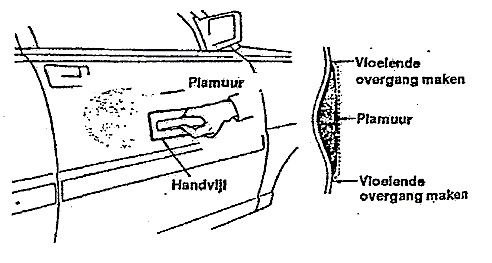 Plamuur
Handvijl
Vloeiende
overgang maken
Plamuur
Vloeiende
overgang maken